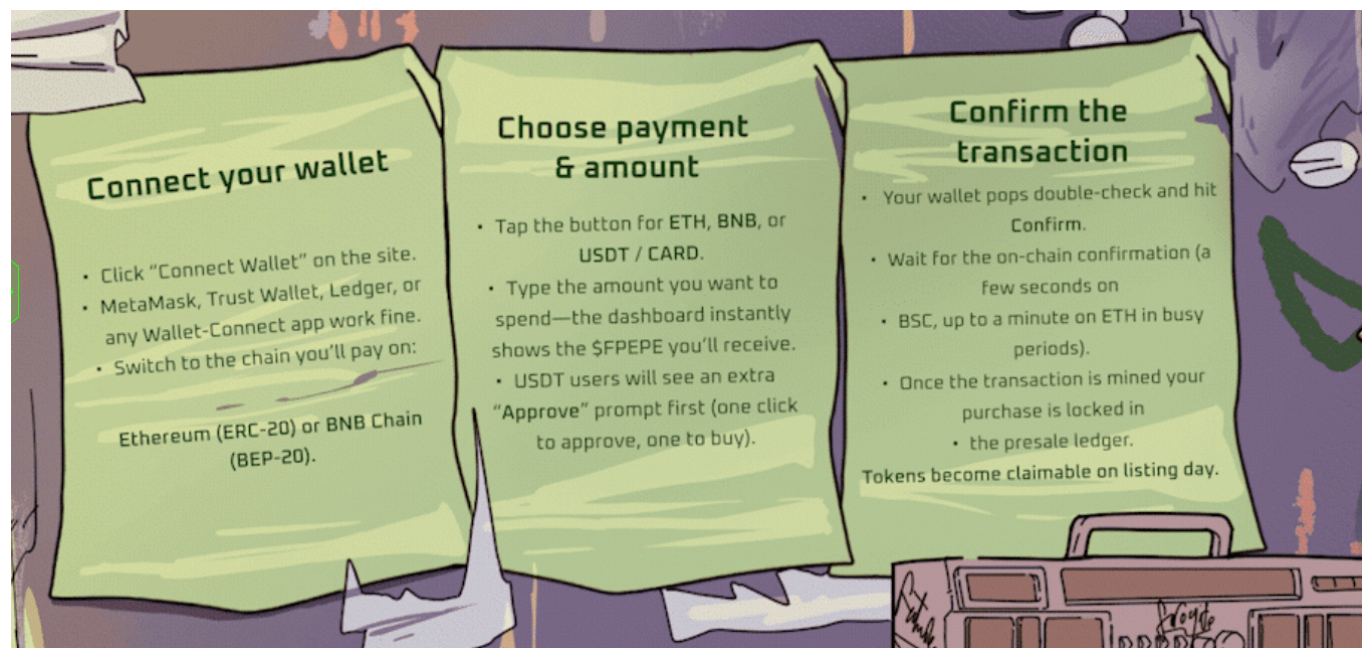 Connect your wallet
• Click “Connect Wallet” on the site.
• MetaMask, Trust Wallet, Ledger, or
any Wallet-Connect app work fine.
• Switch to the chain you’ll pay on:
Ethereum (ERC-20) or BNB Chain
(BEP-20).
Choose payment
& amount
• Tap the button for ETH, BNB, or
USDT / CARD.
• Type the amount you want to
spend—the dashboard instantly
shows the $FPEPE you’ll receive.
• USDT users will see an extra
“Approve” prompt first (one click
to approve, one to buy).
Confirm the
transaction
• Your wallet pops double-check and hit
Confirm.
• Wait for the on-chain confirmation (a
few seconds on
• BSC, up to a minute on ETH in busy
periods).
• Once the transaction is mined your
purchase is locked in
• the presale ledger.
Tokens become claimable on listing day.